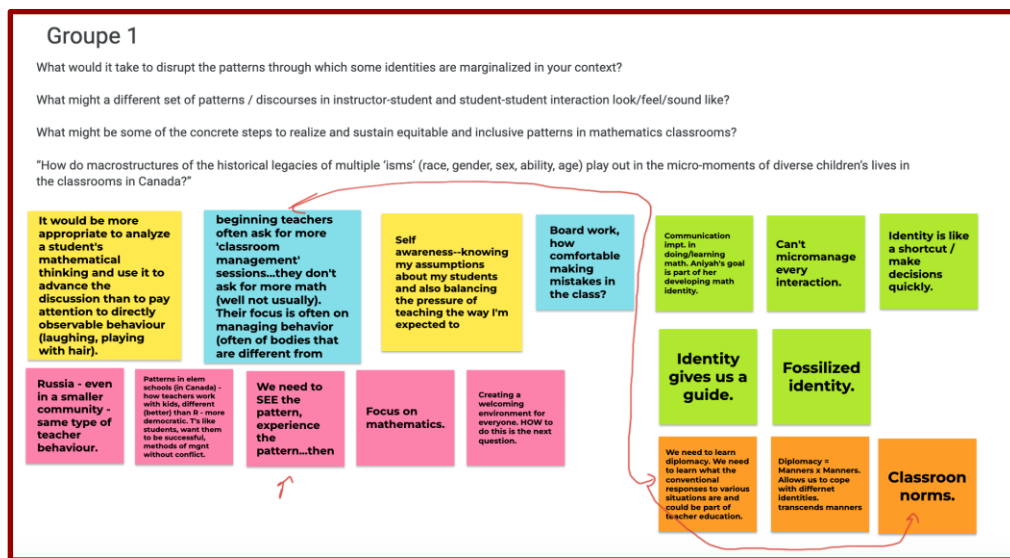 Groupe 1
What would it take to disrupt the patterns through which some identities are marginalized in your context?
What might a different set of patterns / discourses in instructor-student and student-student interaction look/feel/sound like?
What might be some of the concrete steps to realize and sustain equitable and inclusive patterns in mathematics classrooms?
“How do macrostructures of the historical legacies of multiple ‘isms’ (race, gender, sex, ability, age) play out in the micro-moments of diverse children’s lives in
the classrooms in Canada?”
It would be more
appropriate to analyze
a student's
mathematical
thinking and use it to
advance the
discussion than to pay
attention to directly
observable behaviour
(laughing, playing
with hair).
beginning teachers
often ask for more
'classroom
management'
sessions...they don't
ask for more math
(well not usually).
Their focus is often on
managing behavior
(often of bodies that
are different from
Self
awareness--knowing
my assumptions
about my students
and also balancing
the pressure of
teaching the way I'm
expected to
Board work,
how
comfortable
making
mistakes in
the class?
Communication
impt. in
doing/learning
math. Aniyah's goal
is part of her
developing math
identity.
Can't
micromanage
every
interaction.
Identity is like
a shortcut /
make
decisions
quickly.
Identity
gives us a
guide.
Fossilized
identity.
Russia - even
in a smaller
community -
same type of
teacher
behaviour.
Patterns in elem
schools (in Canada) -
how teachers work
with kids, different
(better) than R - more
democratic. T's like
students, want them
to be successful,
methods of mgnt
without conflict.
We need to
SEE the
pattern,
experience
the
pattern...then
Focus on
mathematics.
Creating a
welcoming
environment for
everyone. HOW to
do this is the next
question.
We need to learn
diplomacy. We need
to learn what the
conventional
responses to various
situations are and
could be part of
teacher education.
Diplomacy =
Manners x Manners.
Allows us to cope
with differnet
identities.
transcends manners
Classroon
norms.